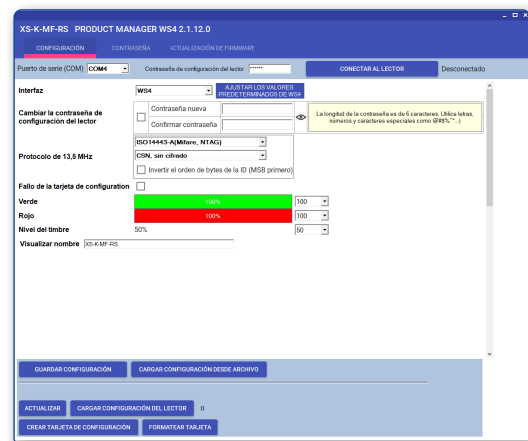 XS-K-MF-RS PRODUCT MANAGER WS4 2.1.12.0
CONFIGURACIÓN CONTRASEÑA ACTUALIZACIÓN DE FIRMWARE
Puerto de serie (COM) COM4 Contraseña de configuración del lector ****** CONECTAR AL LECTOR Desconectado
Interfaz WS4 AJUSTAR LOS VALORES
PREDETERMINADOS DE WS4
Cambiar la contraseña de
configuración del lector
Contraseña nueva
Confirmar contraseña
La longitud de la contraseña es de 6 caracteres. Utilice letras,
números y caracteres especiales como @#$%^*...)
Protocolo de 13,5 MHz
ISO14443-A(Mifare, NTAG)
CSN, sin cifrado
Invertir el orden de bytes de la ID (MSB primero)
Fallo de la tarjeta de configuration
Verde 100% 100
Rojo 100% 100
Nivel del timbre 50% 50
Visualizar nombre XS-K-MF-RS
GUARDAR CONFIGURACIÓN CARGAR CONFIGURACIÓN DESDE ARCHIVO
ACTUALIZAR CARGAR CONFIGURACIÓN DEL LECTOR 0
CREAR TARJETA DE CONFIGURACIÓN FORMATEAR TARJETA